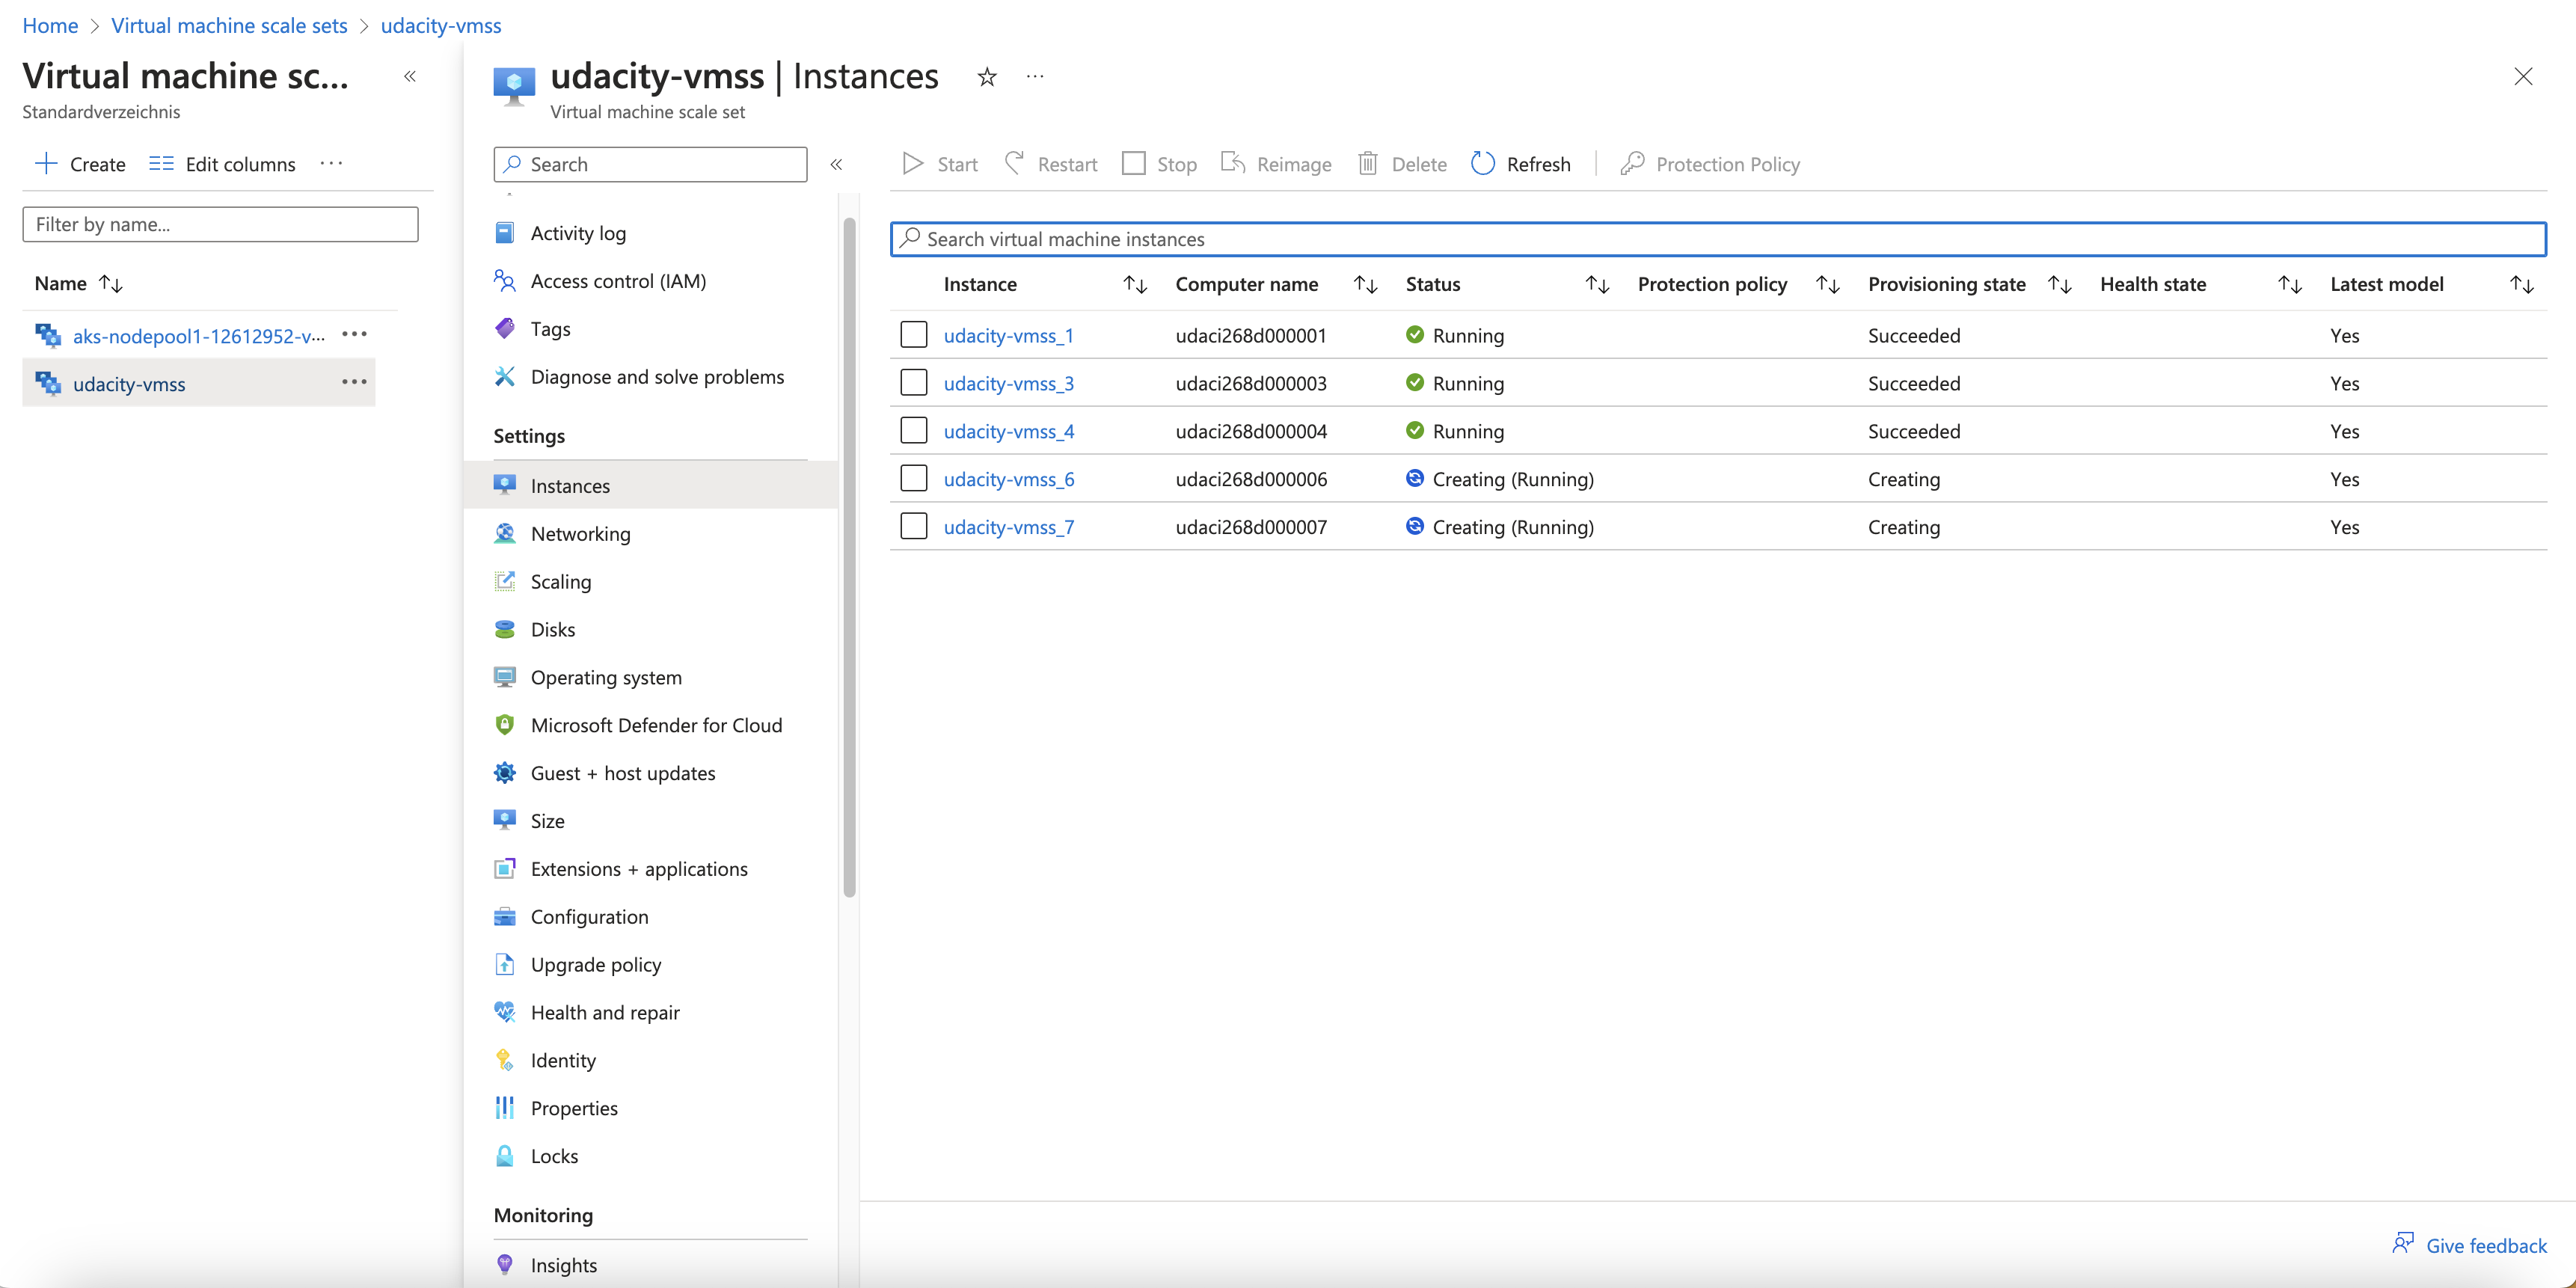 Home > Virtual machine scale sets > udacity-vmss
Virtual machine sc...
Standardverzeichnis
Create
Edit columns
Filter by name...
Name
aks-nodepool1-12612952-v...
udacity-vmss
udacity-vmss | Instances
Virtual machine scale set
Search
Activity log
Access control (IAM)
Tags
Diagnose and solve problems
Settings
Instances
Networking
Scaling
Disks
Operating system
Microsoft Defender for Cloud
Guest + host updates
Size
Extensions + applications
Configuration
Upgrade policy
Health and repair
Identity
Properties
Locks
Monitoring
Insights
Start Restart Stop Reimage Delete Refresh Protection Policy
Search virtual machine instances
Instance Computer name Status Protection policy Provisioning state Health state Latest model
udacity-vmss_1 udaci268d000001 Running Succeeded Yes
udacity-vmss_3 udaci268d000003 Running Succeeded Yes
udacity-vmss_4 udaci268d000004 Running Succeeded Yes
udacity-vmss_6 udaci268d000006 Creating (Running) Creating Yes
udacity-vmss_7 udaci268d000007 Creating (Running) Creating Yes
Give feedback